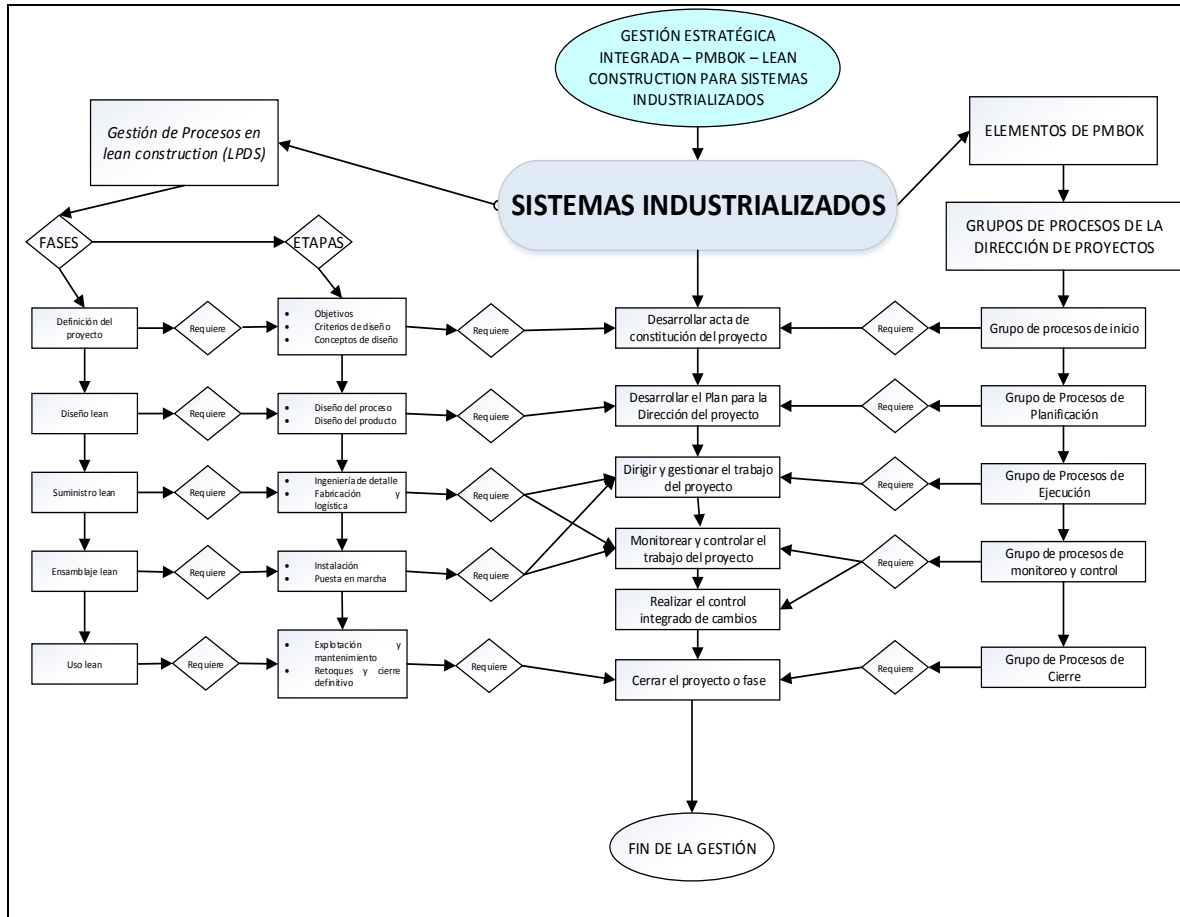 GESTIÓN ESTRATÉGICA
INTEGRADA – PMBOK – LEAN
CONSTRUCTION PARA SISTEMAS
INDUSTRIALIZADOS
Gestión de Procesos en
lean construction (LPDS)
ELEMENTOS DE PMBOK
SISTEMAS INDUSTRIALIZADOS
GRUPOS DE PROCESOS DE LA
DIRECCIÓN DE PROYECTOS
FASES
ETAPAS
Definición del
proyecto
Requiere
• Objetivos
• Criterios de diseño
• Conceptos de diseño
Requiere
Desarrollar acta de
constitución del proyecto
Requiere
Grupo de procesos de inicio
Diseño lean
Requiere
• Diseño del proceso
• Diseño del producto
Requiere
Desarrollar el Plan para la
Dirección del proyecto
Requiere
Grupo de Procesos de
Planificación
Suministro lean
Requiere
• Ingeniería de detalle
• Fabricación y
logística
Requiere
Dirigir y gestionar el trabajo
del proyecto
Requiere
Grupo de Procesos de
Ejecución
Ensamblaje lean
Requiere
• Instalación
• Puesta en marcha
Requiere
Monitorear y controlar el
trabajo del proyecto
Requiere
Grupo de procesos de
monitoreo y control
Realizar el control
integrado de cambios
Uso lean
Requiere
• Explotación y
mantenimiento
• Retoques y cierre
definitivo
Requiere
Cerrar el proyecto o fase
Requiere
Grupo de Procesos de
Cierre
FIN DE LA GESTIÓN